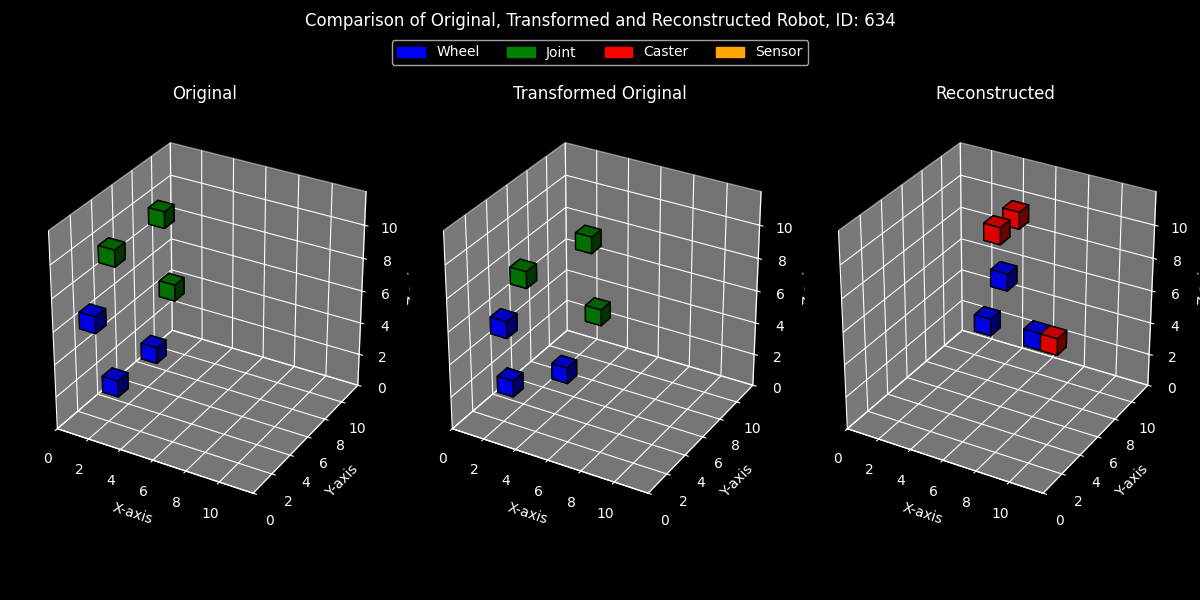 Comparison of Original, Transformed and Reconstructed Robot, ID: 634
Wheel Joint Caster Sensor
Original Transformed Original Reconstructed
10 10 10
8 8 8
6 6 6
4 4 4
2 2 2
0 0 0
10 10 10
8 8 8
6 6 6
4 4 4
2 2 2
0 0 0
0 2 4 6 8 10 0 2 4 6 8 10 0 2 4 6 8 10
X-axis Y-axis X-axis Y-axis X-axis Y-axis